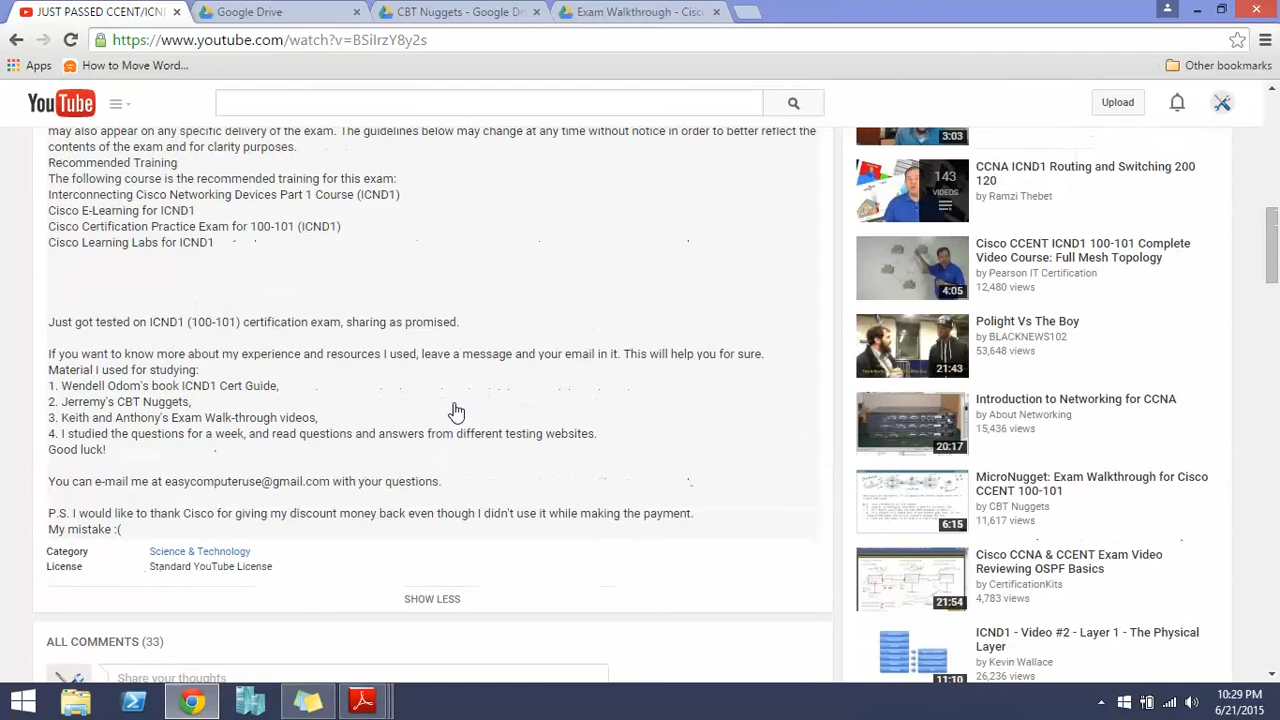 JUST PASSED CCENT/ICN
Google Drive
CBT Nuggets - Google Dr
Exam Walkthrough - Cisc
https://www.youtube.com/watch?v=BSiIrzY8y2s
Apps
How to Move Word...
Other bookmarks
YouTube
Upload
may also appear on any specific delivery of the exam. The guidelines below may change at any time without notice in order to better reflect the
contents of the exam and for clarity purposes.
Recommended Training
The following course is the recommended training for this exam:
Interconnecting Cisco Networking Devices Part 1 Course (ICND1)
Cisco E-Learning for ICND1
Cisco Certification Practice Exam for 100-101 (ICND1)
Cisco Learning Labs for ICND1
Just got tested on ICND1 (100-101) certification exam, sharing as promised.
If you want to know more about my experience and resources I used, leave a message and your email in it. This will help you for sure.
Material I used for studying:
1. Wendell Odom's book ICND1 Cert Guide,
2. Jerremy's CBT Nuggets,
3. Keith and Anthony's Exam Walk-through videos,
4. I studied the questions for a week and read questions and answers from different testing websites.
Good luck!
You can e-mail me at easycomputeruse@gmail.com with your questions.
P.S. I would like to think Cisco for giving my discount money back even though I didn't use it while making payment.
My mistake :(
Category Science & Technology
License Standard YouTube License
SHOW LESS
ALL COMMENTS (33)
Share your
3:03
143
VIDEOS
CCNA ICND1 Routing and Switching 200
120
by Ramzi Thebet
4:05
Cisco CCENT ICND1 100-101 Complete
Video Course: Full Mesh Topology
by Pearson IT Certification
12,480 views
21:43
Polight Vs The Boy
by BLACKNEWS102
53,648 views
20:17
Introduction to Networking for CCNA
by About Networking
15,436 views
6:15
MicroNugget: Exam Walkthrough for Cisco
CCENT 100-101
by CBT Nuggets
11,617 views
21:54
Cisco CCNA & CCENT Exam Video
Reviewing OSPF Basics
by CertificationKits
4,783 views
11:10
ICND1 - Video #2 - Layer 1 - The Physical
Layer
by Kevin Wallace
26,236 views
10:29 PM
6/21/2015